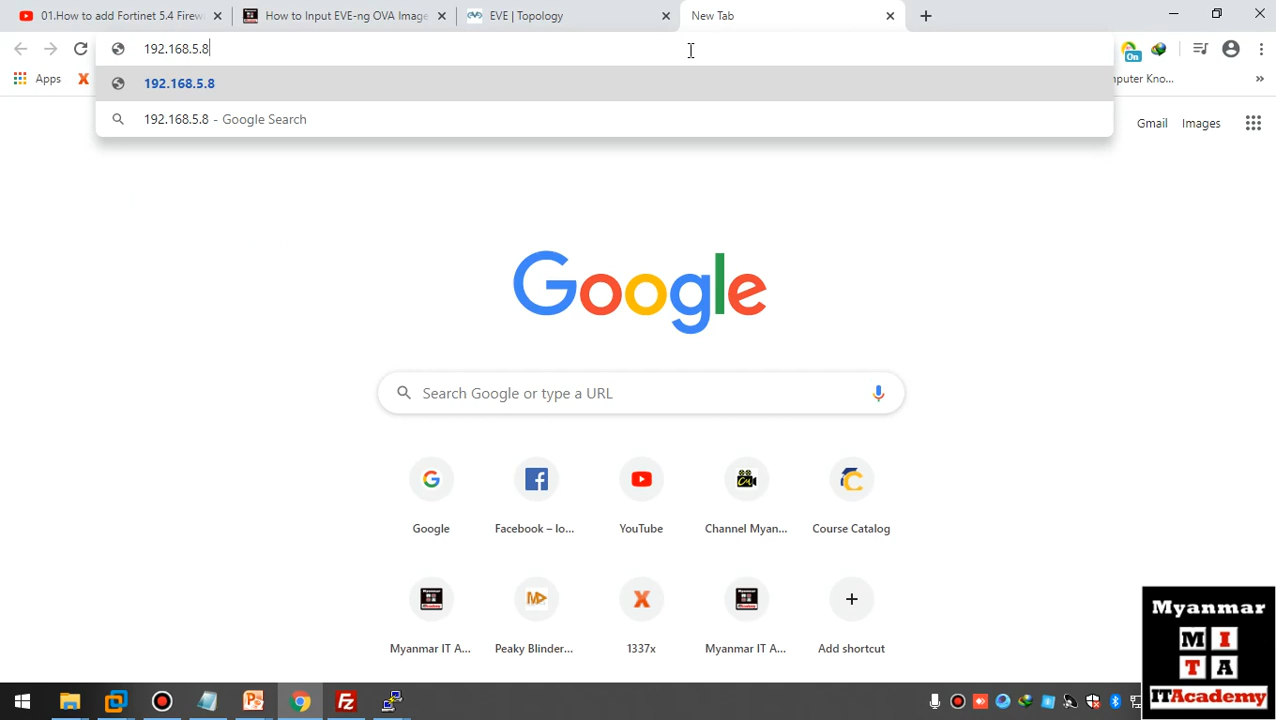 01.How to add Fortinet 5.4 Firew
How to Input EVE-ng OVA Image
EVE | Topology
New Tab
192.168.5.8
Apps
On
puter Kno...
192.168.5.8
192.168.5.8 - Google Search
Gmail
Images
Google
Search Google or type a URL
Google
Facebook – lo...
YouTube
Channel Myan...
Course Catalog
Myanmar IT A...
Peaky Blinder...
1337x
Myanmar IT A...
Add shortcut
Myanmar
M I
T A
ITAcademy